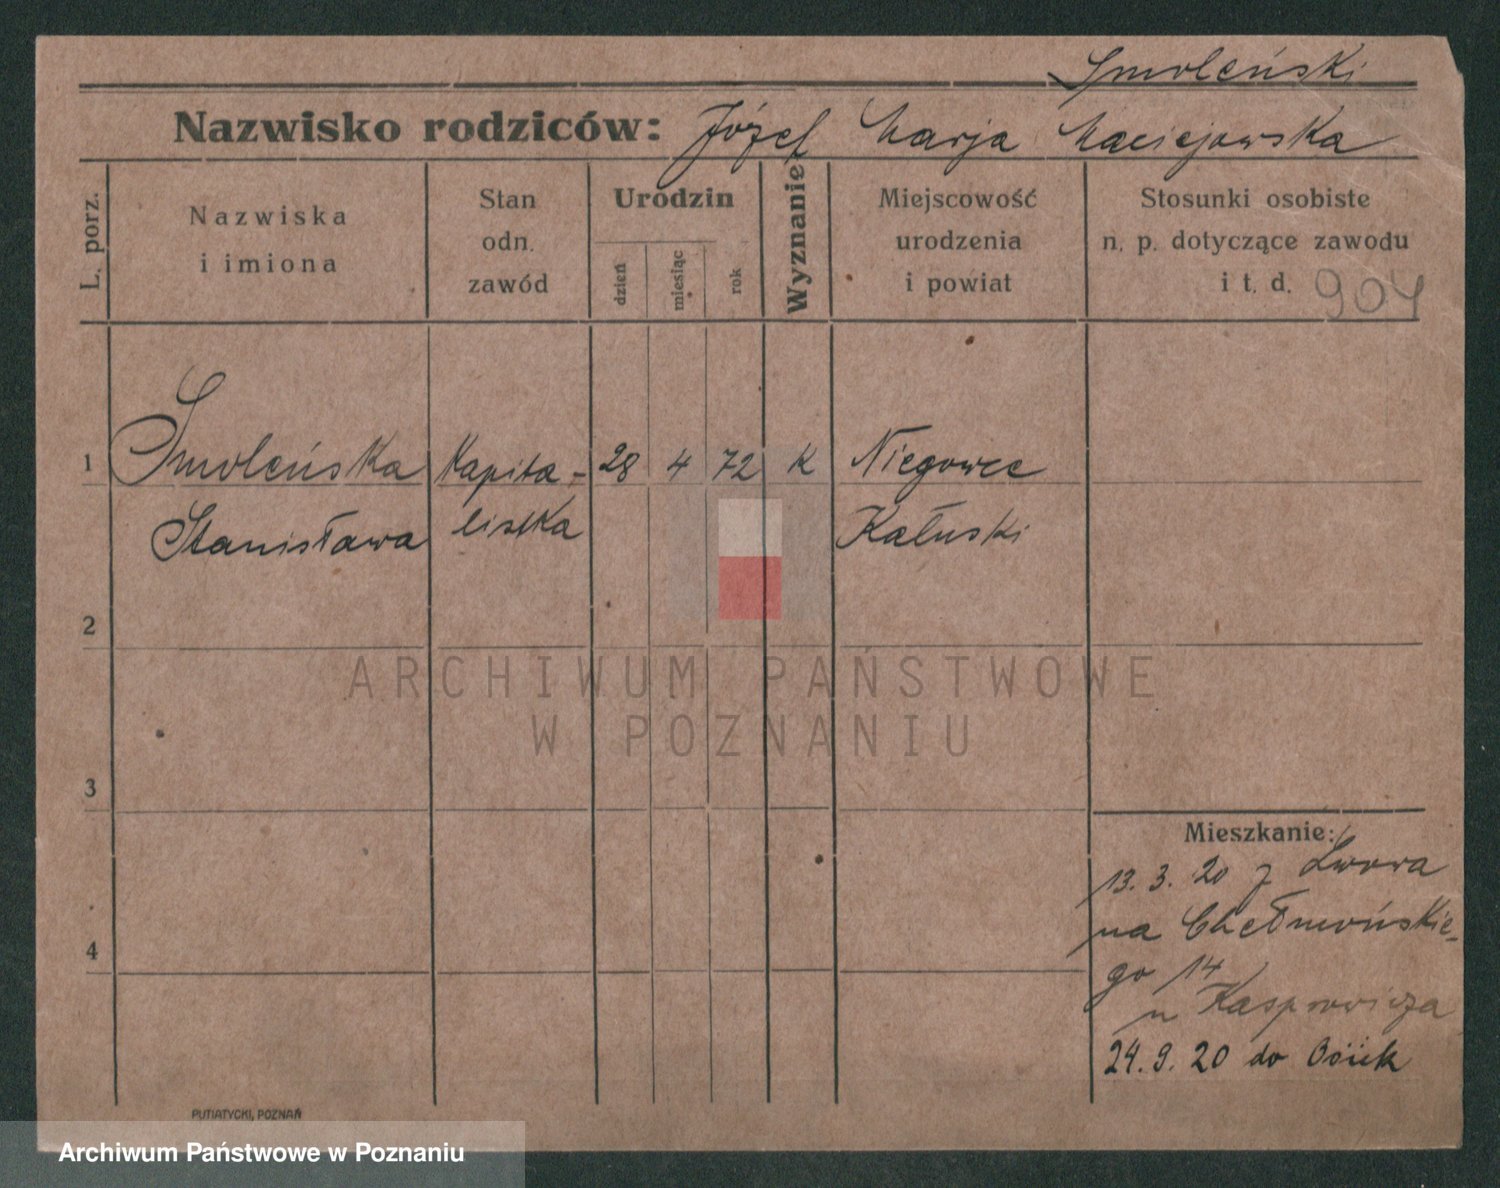 Smoleński
Nazwisko rodziców: Józef Marja Maciejowska
L. porz.
Nazwiska
i imiona
Stan
odn.
zawód
Urodzin
dzień
miesiąc
rok
Wyznanie
Miejscowość
urodzenia
i powiat
Stosunki osobiste
n. p. dotyczące zawodu
i t. d. 904
1 Smoleńska Kapita- 28 4 72 K Niegowce
Stanisława listka Kałuski
2
3
4
Mieszkanie:
13. 3. 20 z Lwowa
na Chełmońskie-
go 14
u Kasprowicza
24. 9. 20 do Osiek
PUTIATYCKI, POZNAŃ
ARCHIWUM PAŃSTWOWE
W POZNANIU
Archiwum Państwowe w Poznaniu